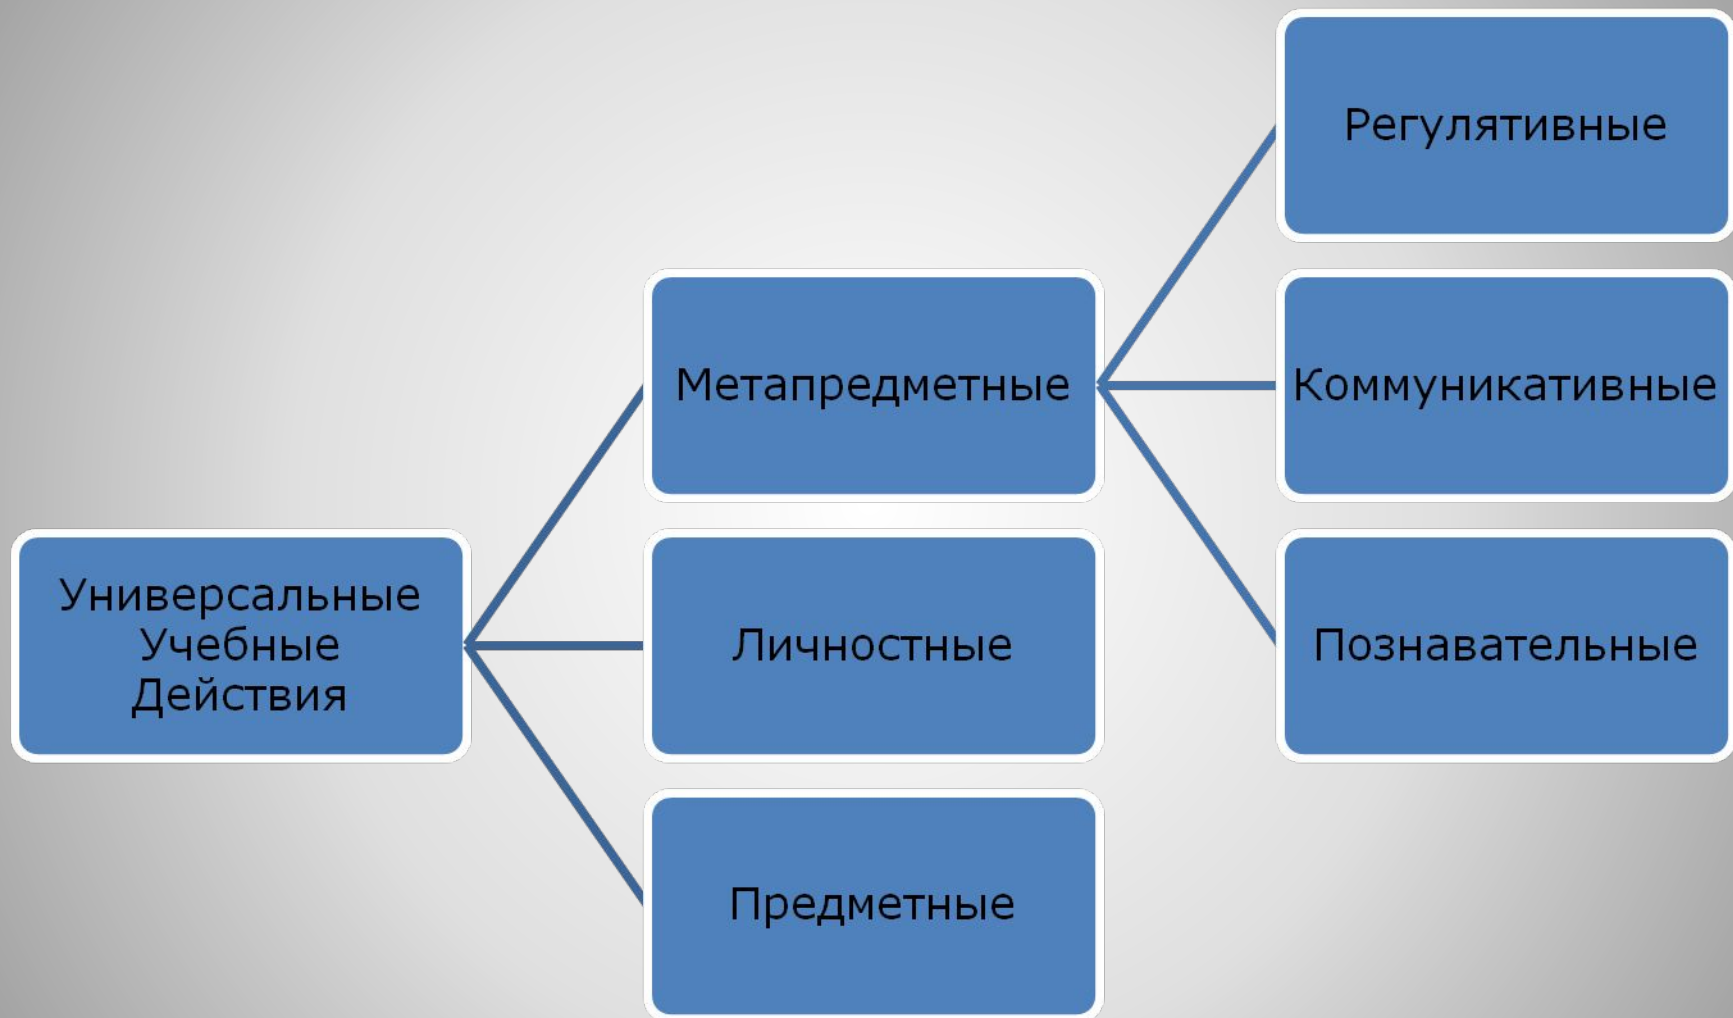 Универсальные
Учебные
Действия
Метапредметные
Личностные
Предметные
Регулятивные
Коммуникативные
Познавательные